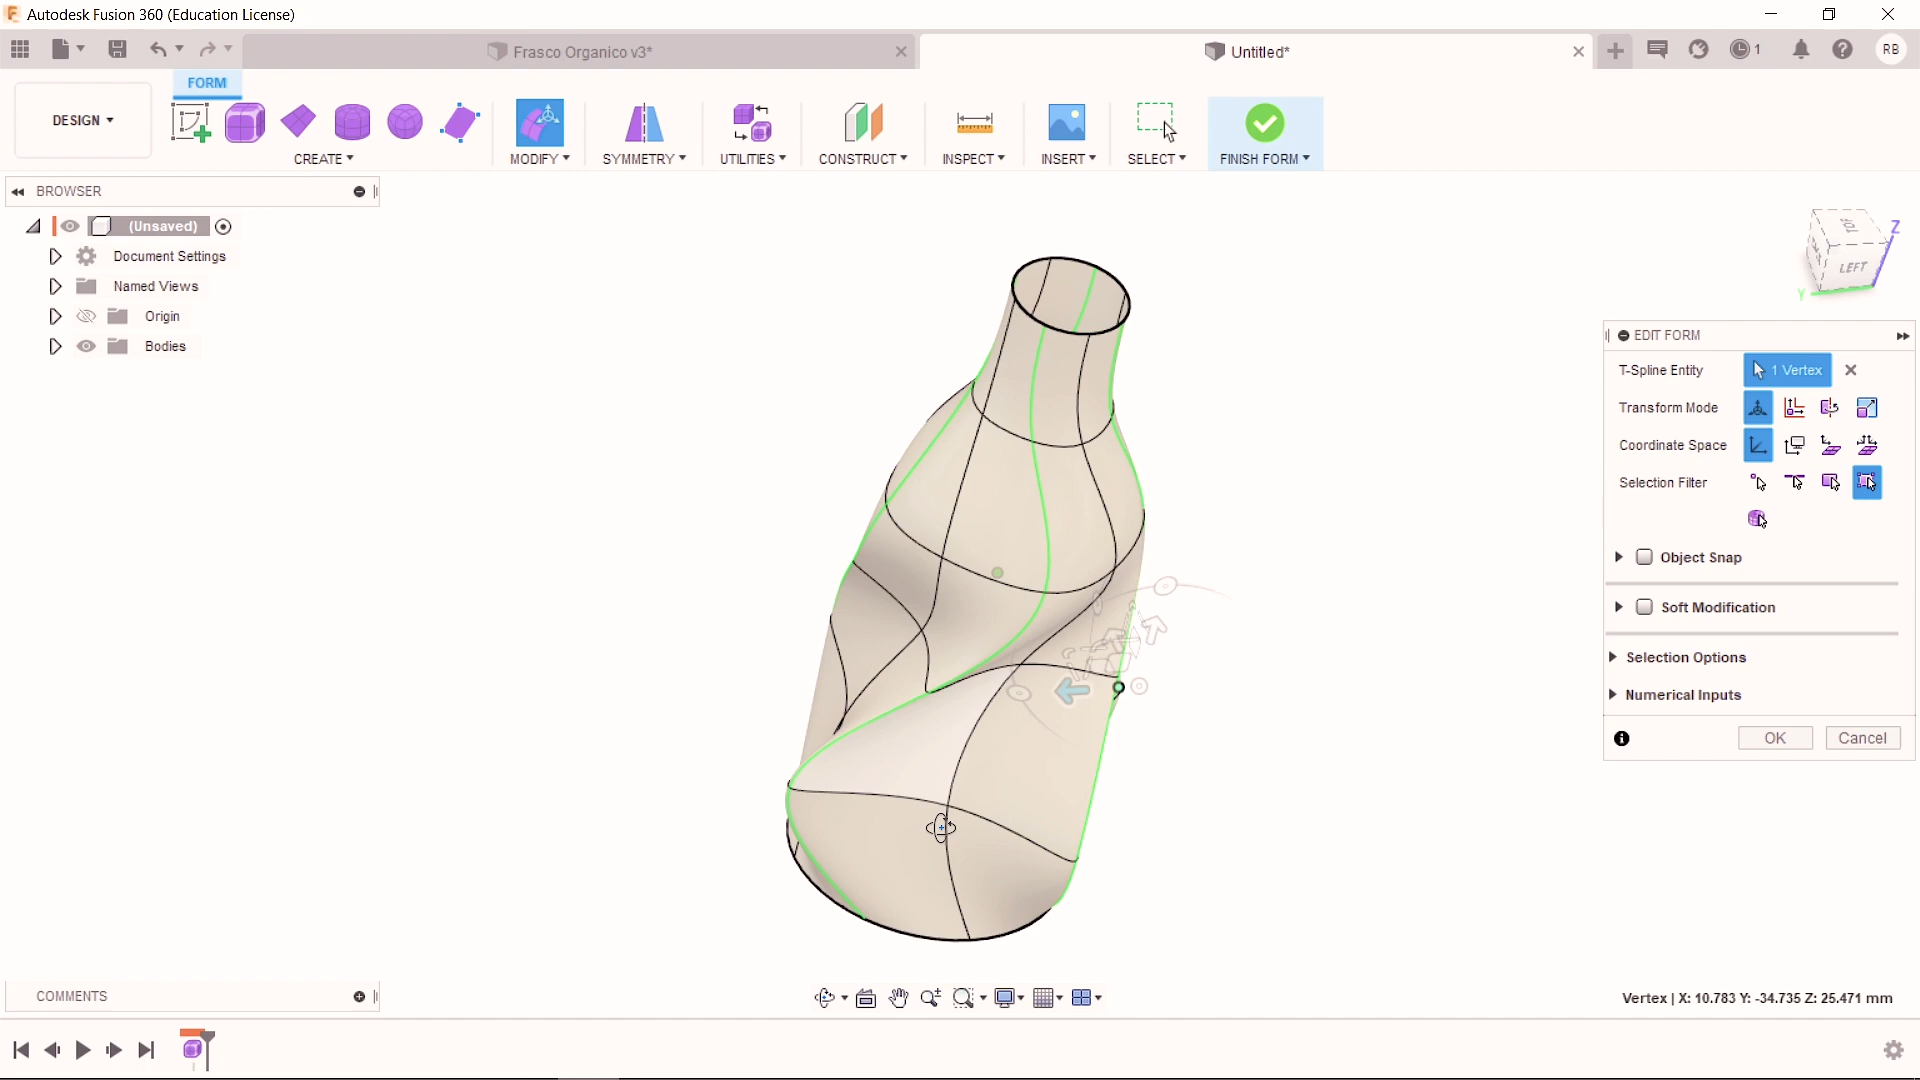 Autodesk Fusion 360 (Education License)
Frasco Organico v3*
Untitled*
1
RB
FORM
DESIGN
CREATE
MODIFY
SYMMETRY
UTILITIES
CONSTRUCT
INSPECT
INSERT
SELECT
FINISH FORM
BROWSER
(Unsaved)
Document Settings
Named Views
Origin
Bodies
TOP
LEFT
Z
Y
EDIT FORM
T-Spline Entity
1 Vertex
Transform Mode
Coordinate Space
Selection Filter
Object Snap
Soft Modification
Selection Options
Numerical Inputs
OK
Cancel
COMMENTS
Vertex | X: 10.783 Y: -34.735 Z: 25.471 mm